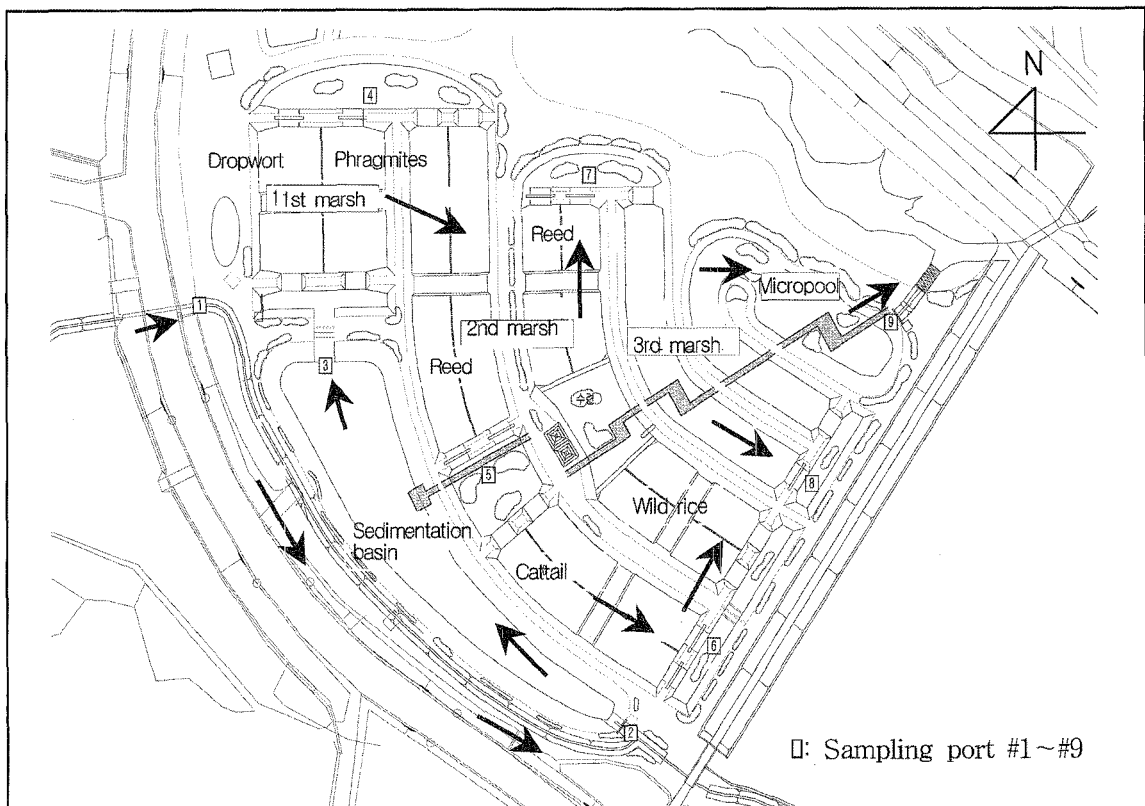 N
4
Dropwort
Phragmites
7
11st marsh
Reed
Micropool
1
2nd marsh
9
3rd marsh
3
Reed
수련
5
8
Wild rice
Sedimentation
basin
Cattail
6
2
▯: Sampling port #1~#9